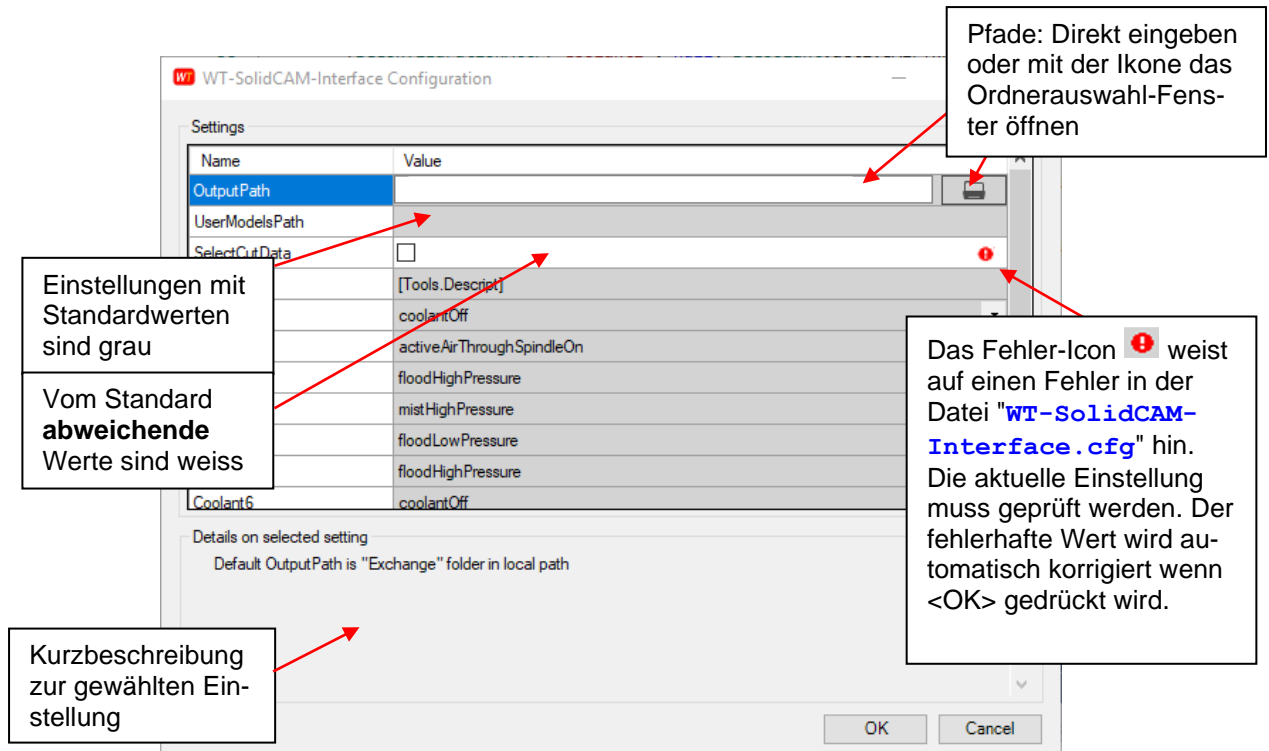 Pfade: Direkt eingeben
oder mit der Ikone das
Ordnerauswahl-Fens-
ter öffnen
WT WT-SolidCAM-Interface Configuration
Settings
Name Value
OutputPath
UserModelsPath
SelectCutData
[Tools.Descript]
coolantOff
activeAirThroughSpindleOn
floodHighPressure
mistHighPressure
floodLowPressure
floodHighPressure
Coolant6 coolantOff
Einstellungen mit
Standardwerten
sind grau
Vom Standard
abweichende
Werte sind weiss
Das Fehler-Icon weist
auf einen Fehler in der
Datei "WT-SolidCAM-
Interface.cfg" hin.
Die aktuelle Einstellung
muss geprüft werden. Der
fehlerhafte Wert wird au-
tomatisch korrigiert wenn
<OK> gedrückt wird.
Details on selected setting
Default OutputPath is "Exchange" folder in local path
Kurzbeschreibung
zur gewählten Ein-
stellung
OK Cancel